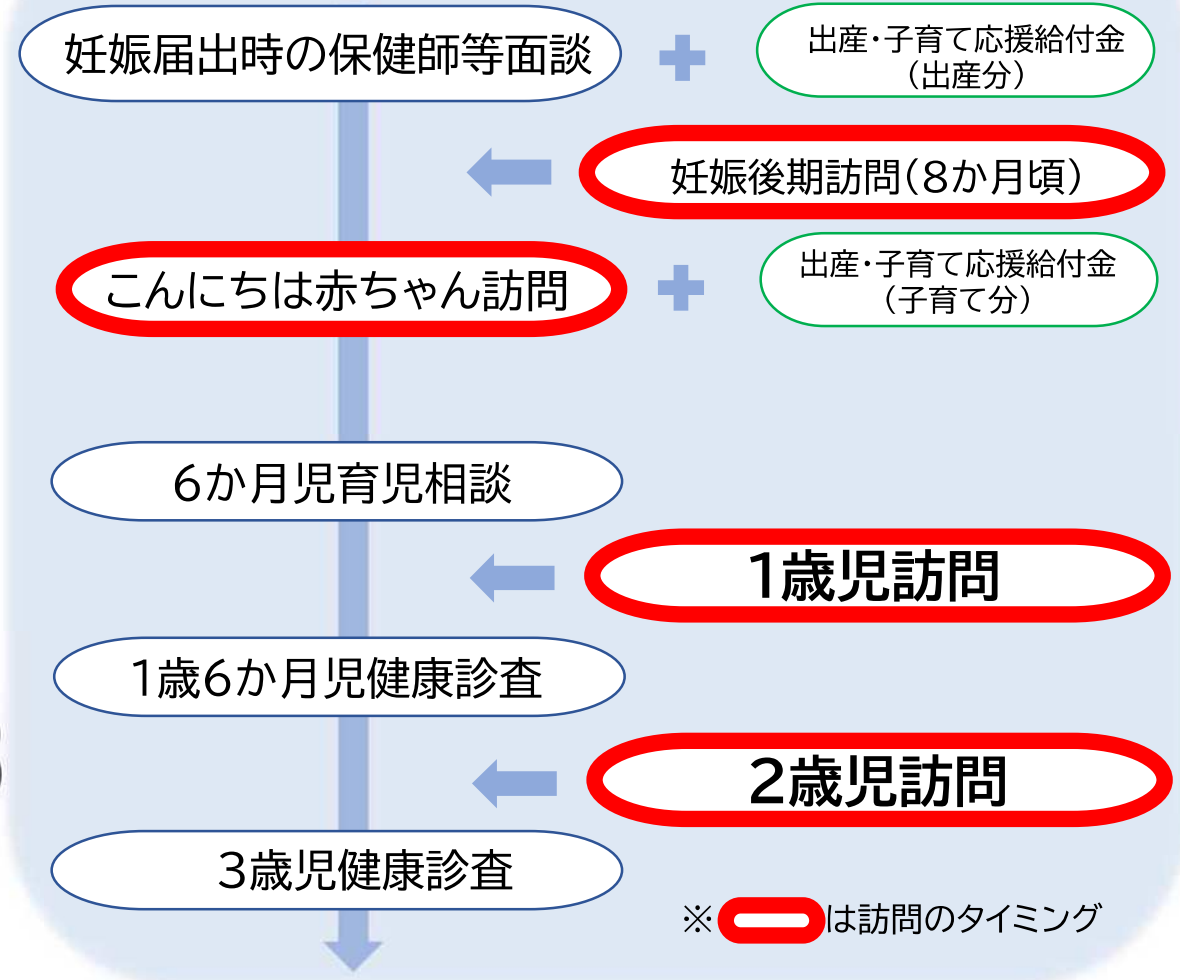 妊娠届出時の保健師等面談
出産・子育て応援給付金
(出産分)
妊娠後期訪問(8か月頃)
こんにちは赤ちゃん訪問
出産・子育て応援給付金
(子育て分)
6か月児育児相談
1歳児訪問
1歳6か月児健康診査
2歳児訪問
3歳児健康診査
※ は訪問のタイミング